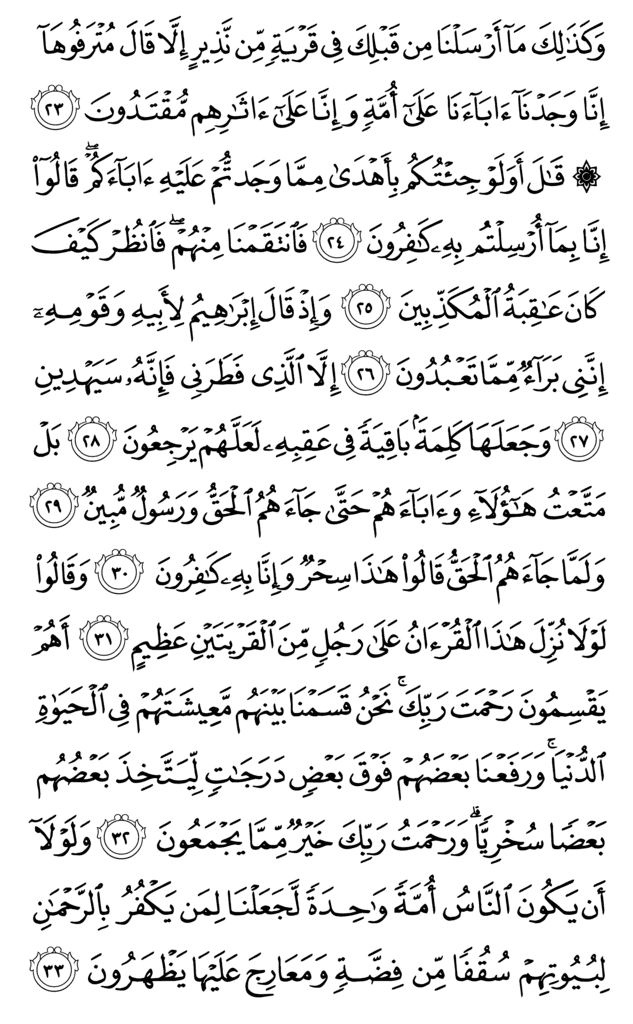 وَكَذَٰلِكَ مَآ أَرۡسَلۡنَا مِن قَبۡلِكَ فِي قَرۡيَةٖ مِّن نَّذِيرٍ إِلَّا قَالَ مُتۡرَفُوهَآ
إِنَّا وَجَدۡنَآ ءَابَآءَنَا عَلَىٰٓ أُمَّةٖ وَإِنَّا عَلَىٰٓ ءَاثَٰرِهِم مُّقۡتَدُونَ ٢٣
۞ قَٰلَ أَوَلَوۡ جِئۡتُكُم بِأَهۡدَىٰ مِمَّا وَجَدتُّمۡ عَلَيۡهِ ءَابَآءَكُمۡۖ قَالُوٓاْ
إِنَّا بِمَآ أُرۡسِلۡتُم بِهِۦ كَٰفِرُونَ ٢٤ فَٱنتَقَمۡنَا مِنۡهُمۡۖ فَٱنظُرۡ كَيۡفَ
كَانَ عَٰقِبَةُ ٱلۡمُكَذِّبِينَ ٢٥ وَإِذۡ قَالَ إِبۡرَٰهِيمُ لِأَبِيهِ وَقَوۡمِهِۦٓ
إِنَّنِي بَرَآءٞ مِّمَّا تَعۡبُدُونَ ٢٦ إِلَّا ٱلَّذِي فَطَرَنِي فَإِنَّهُۥ سَيَهۡدِينِ
٢٧ وَجَعَلَهَا كَلِمَةَۢ بَاقِيَةٗ فِي عَقِبِهِۦ لَعَلَّهُمۡ يَرۡجِعُونَ ٢٨ بَلۡ
مَتَّعۡتُ هَٰٓؤُلَآءِ وَءَابَآءَهُمۡ حَتَّىٰ جَآءَهُمُ ٱلۡحَقُّ وَرَسُولٞ مُّبِينٞ ٢٩
وَلَمَّا جَآءَهُمُ ٱلۡحَقُّ قَالُواْ هَٰذَا سِحۡرٞ وَإِنَّا بِهِۦ كَٰفِرُونَ ٣٠ وَقَالُواْ
لَوۡلَا نُزِّلَ هَٰذَا ٱلۡقُرۡءَانُ عَلَىٰ رَجُلٖ مِّنَ ٱلۡقَرۡيَتَيۡنِ عَظِيمٍ ٣١ أَهُمۡ
يَقۡسِمُونَ رَحۡمَتَ رَبِّكَۚ نَحۡنُ قَسَمۡنَا بَيۡنَهُم مَّعِيشَتَهُمۡ فِي ٱلۡحَيَوٰةِ
ٱلدُّنۡيَاۚ وَرَفَعۡنَا بَعۡضَهُمۡ فَوۡقَ بَعۡضٖ دَرَجَٰتٖ لِّيَتَّخِذَ بَعۡضُهُم
بَعۡضٗا سُخۡرِيّٗاۗ وَرَحۡمَتُ رَبِّكَ خَيۡرٞ مِّمَّا يَجۡمَعُونَ ٣٢ وَلَوۡلَآ
أَن يَكُونَ ٱلنَّاسُ أُمَّةٗ وَٰحِدَةٗ لَّجَعَلۡنَا لِمَن يَكۡفُرُ بِٱلرَّحۡمَٰنِ
لِبُيُوتِهِمۡ سُقُفٗا مِّن فِضَّةٖ وَمَعَارِجَ عَلَيۡهَا يَظۡهَرُونَ ٣٣